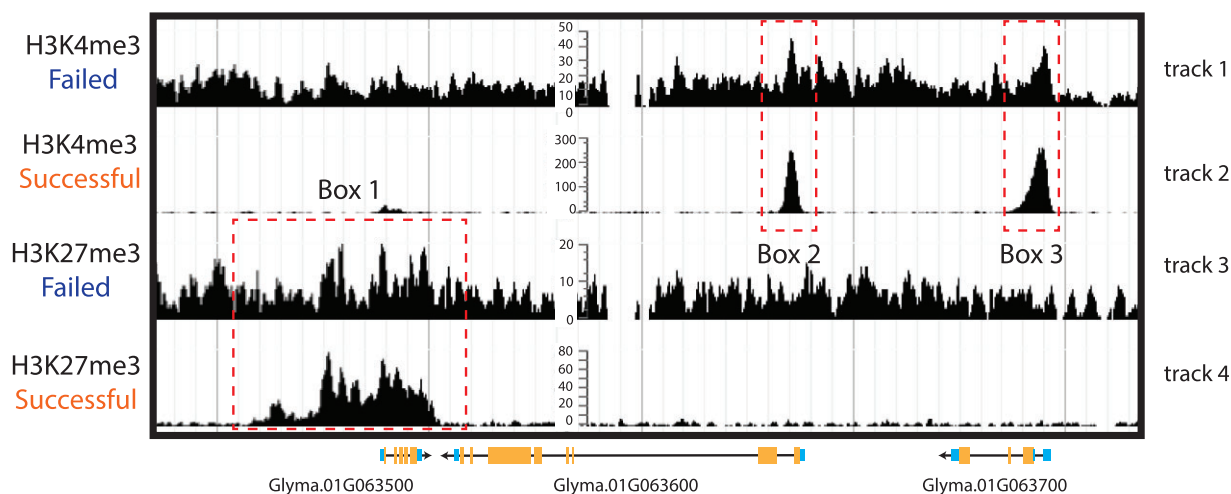 H3K4me3
Failed
50
40
30
20
10
0
track 1
H3K4me3
Successful
300
200
100
0
track 2
Box 1
H3K27me3
Failed
20
10
0
Box 2
Box 3
track 3
H3K27me3
Successful
80
60
40
20
0
track 4
Glyma.01G063500
Glyma.01G063600
Glyma.01G063700